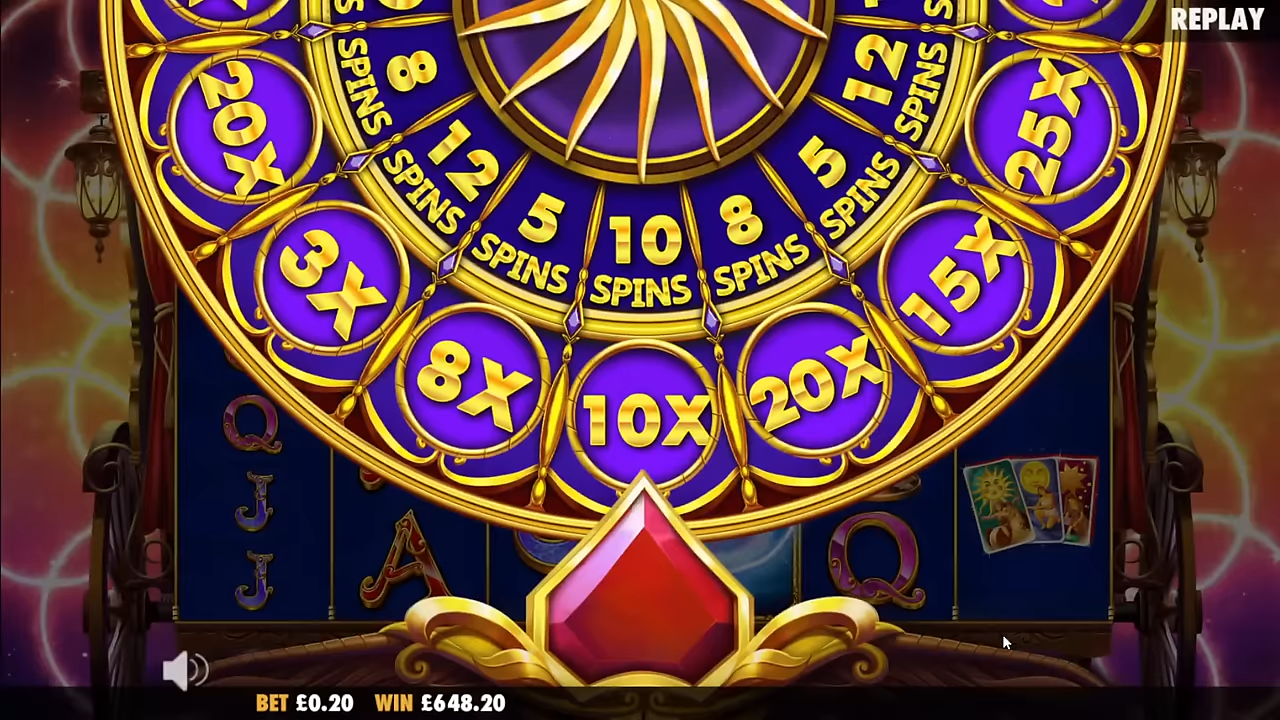 REPLAY
8
SPINS
12
SPINS
5
SPINS
10
SPINS
8
SPINS
5
SPINS
12
SPINS
20X
3X
8X
10X
20X
15X
25X
Q
J
J
A
Q
BET £0.20 WIN £648.20